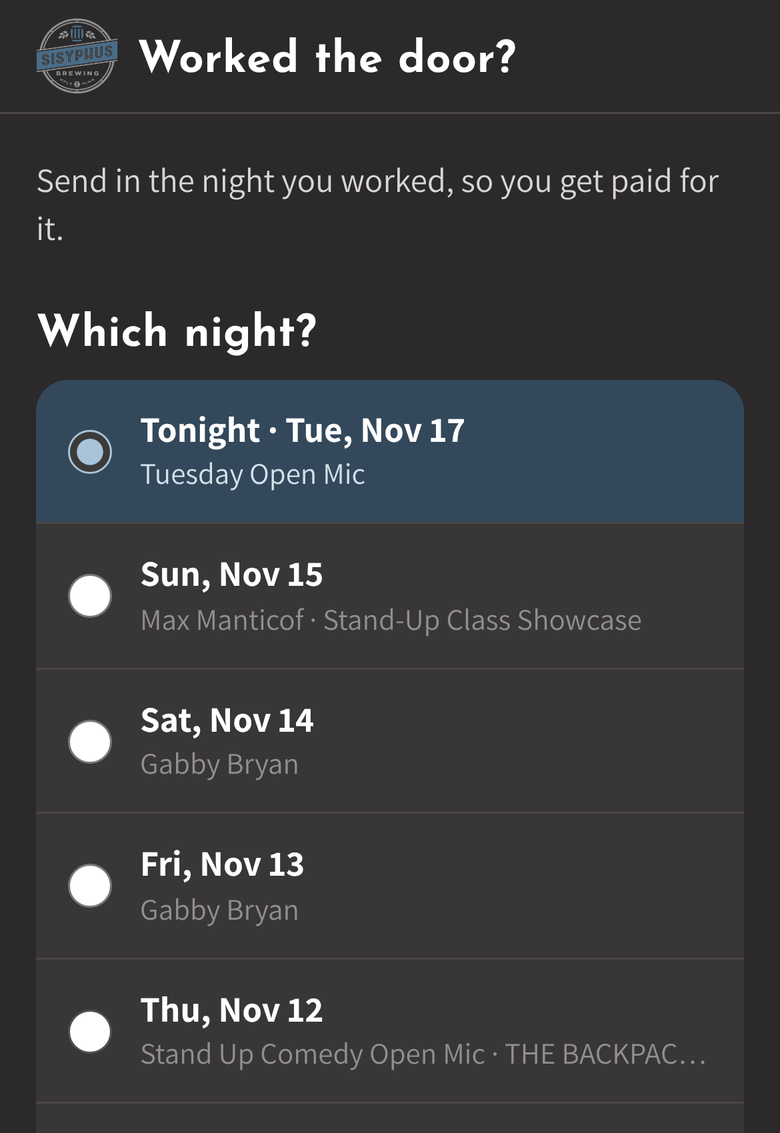 SISYPHUS
BREWING
Worked the door?
Send in the night you worked, so you get paid for
it.
Which night?
Tonight · Tue, Nov 17
Tuesday Open Mic
Sun, Nov 15
Max Manticof · Stand-Up Class Showcase
Sat, Nov 14
Gabby Bryan
Fri, Nov 13
Gabby Bryan
Thu, Nov 12
Stand Up Comedy Open Mic · THE BACKPAC...